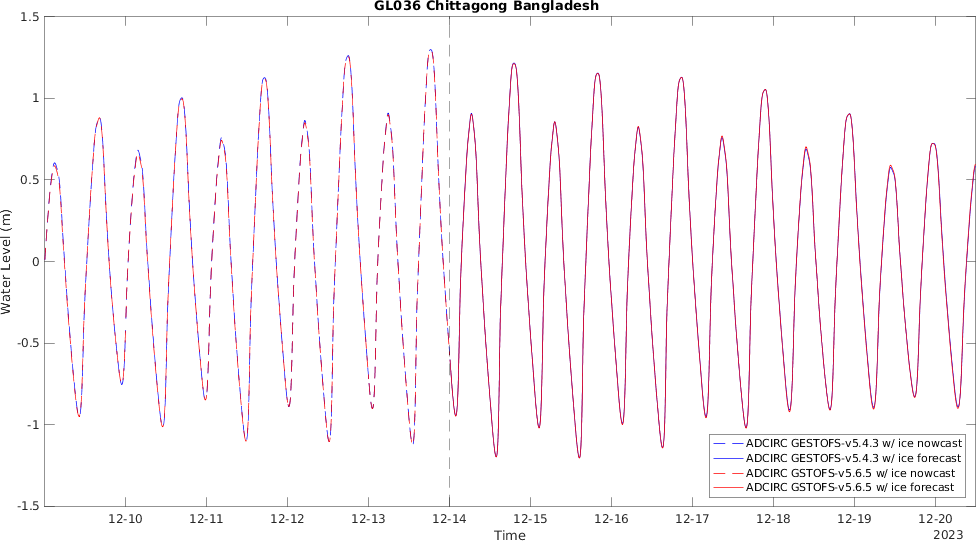 GL036 Chittagong Bangladesh
1.5
1
0.5
0
-0.5
-1
-1.5
Water Level (m)
12-10
12-11
12-12
12-13
12-14
12-15
12-16
12-17
12-18
12-19
12-20
Time
2023
ADCIRC GESTOFS-v5.4.3 w/ ice nowcast
ADCIRC GESTOFS-v5.4.3 w/ ice forecast
ADCIRC GSTOFS-v5.6.5 w/ ice nowcast
ADCIRC GSTOFS-v5.6.5 w/ ice forecast